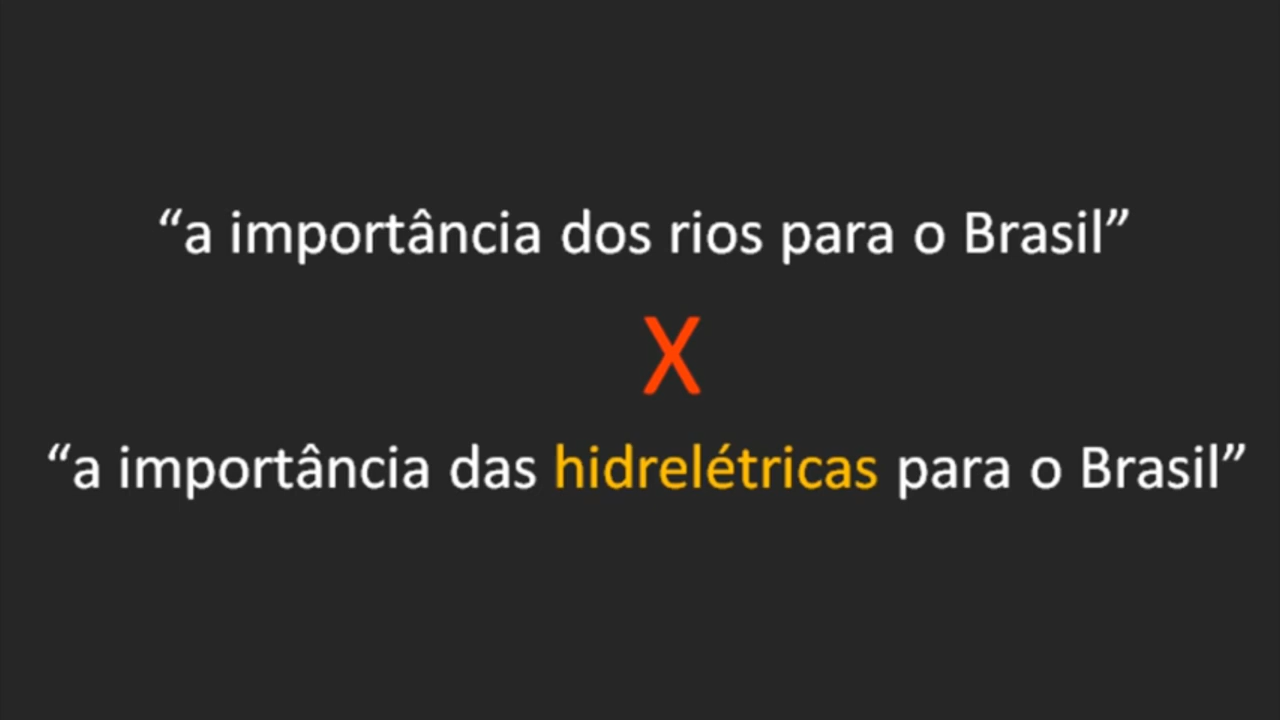 “a importância dos rios para o Brasil”
X
“a importância das hidrelétricas para o Brasil”